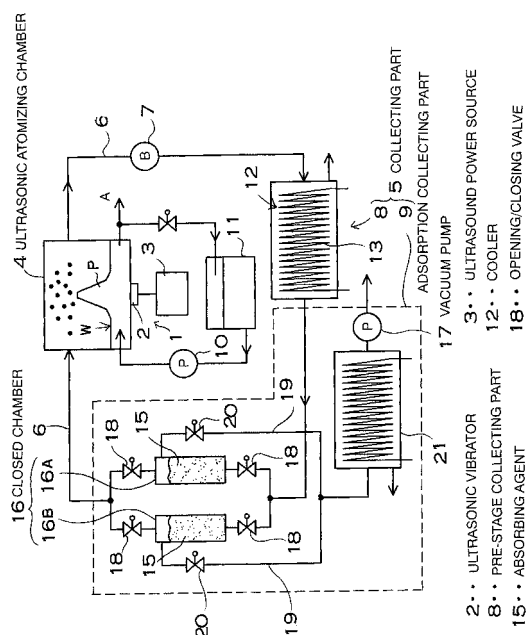 16 CLOSED CHAMBER
16B 16A
6
4 ULTRASONIC ATOMIZING CHAMBER
18
18
15
15
18
18
20
20
19
19
W
P
A
6
B
7
2
1
3
P
10
11
12
13
21
P
17 VACUUM PUMP
8
9
5 COLLECTING PART
ADSORPTION COLLECTING PART
2·· ULTRASONIC VIBRATOR
3·· ULTRASOUND POWER SOURCE
8·· PRE-STAGE COLLECTING PART
12·· COOLER
15·· ABSORBING AGENT
18·· OPENING/CLOSING VALVE